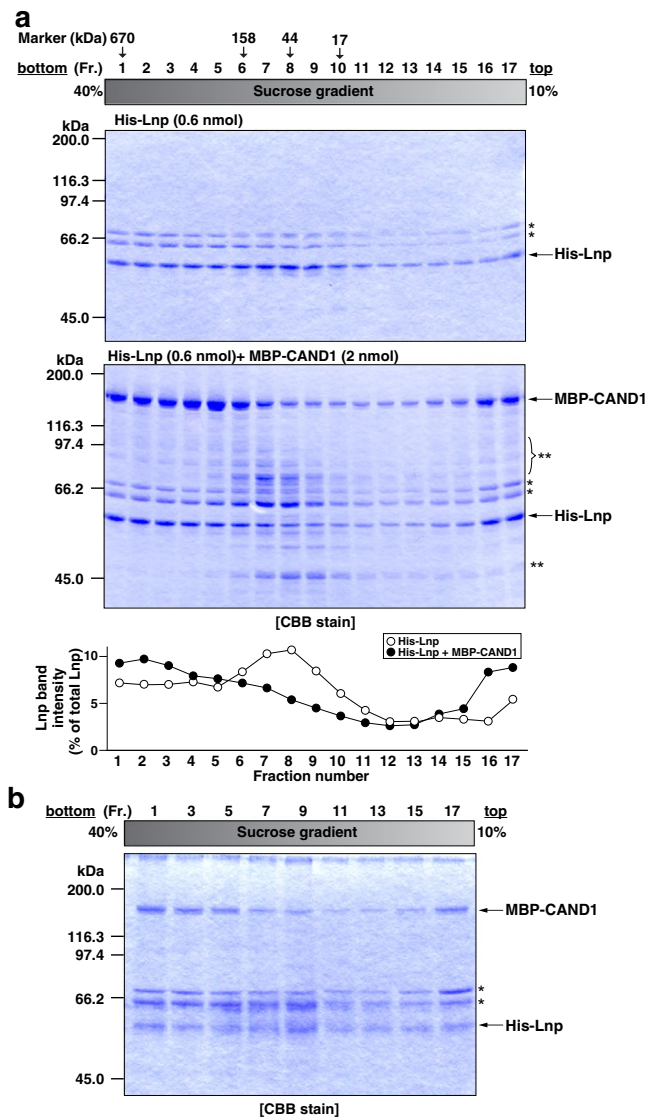 a
Marker (kDa) 670 158 44 17
bottom (Fr.) 1 2 3 4 5 6 7 8 9 10 11 12 13 14 15 16 17 top
40% Sucrose gradient 10%
kDa His-Lnp (0.6 nmol)
200.0
116.3
97.4
*
66.2 *
His-Lnp
45.0
kDa His-Lnp (0.6 nmol)+ MBP-CAND1 (2 nmol)
200.0
MBP-CAND1
116.3
97.4
**
66.2 *
*
His-Lnp
45.0 **
[CBB stain]
Lnp band
intensity
(% of total Lnp)
10
5
0
His-Lnp
His-Lnp + MBP-CAND1
1 2 3 4 5 6 7 8 9 10 11 12 13 14 15 16 17
Fraction number
b
bottom (Fr.) 1 3 5 7 9 11 13 15 17 top
40% Sucrose gradient 10%
kDa
200.0
MBP-CAND1
116.3
97.4
*
66.2 *
His-Lnp
45.0
[CBB stain]